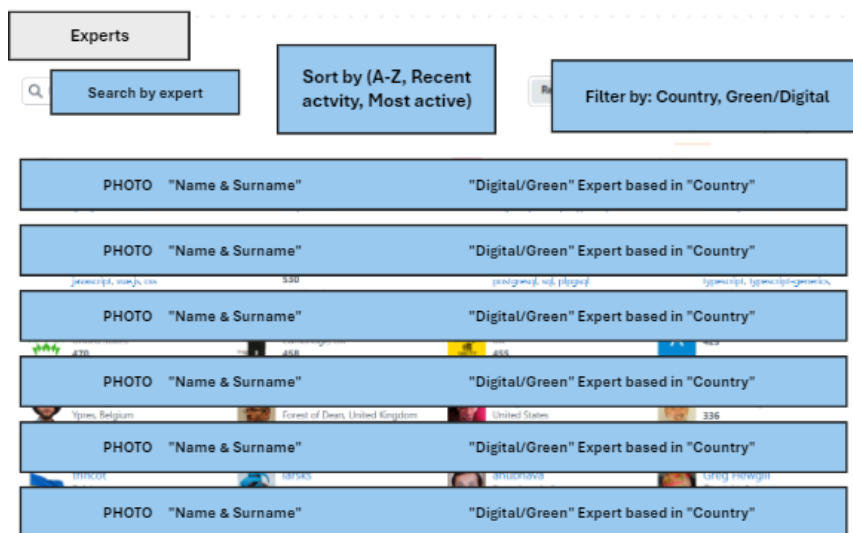 Experts
Search by expert
Sort by (A-Z, Recent
actvity, Most active)
Filter by: Country, Green/Digital
PHOTO "Name & Surname" "Digital/Green" Expert based in "Country"
PHOTO "Name & Surname" "Digital/Green" Expert based in "Country"
javascript, vue.js, css 530 postgresql, sql, plpgsql typescript, typescript-generics,
PHOTO "Name & Surname" "Digital/Green" Expert based in "Country"
470 458 455 423
PHOTO "Name & Surname" "Digital/Green" Expert based in "Country"
Ypres, Belgium Forest of Dean, United Kingdom United States 336
PHOTO "Name & Surname" "Digital/Green" Expert based in "Country"
trincot larsks anubhava Greg Hewgill
PHOTO "Name & Surname" "Digital/Green" Expert based in "Country"